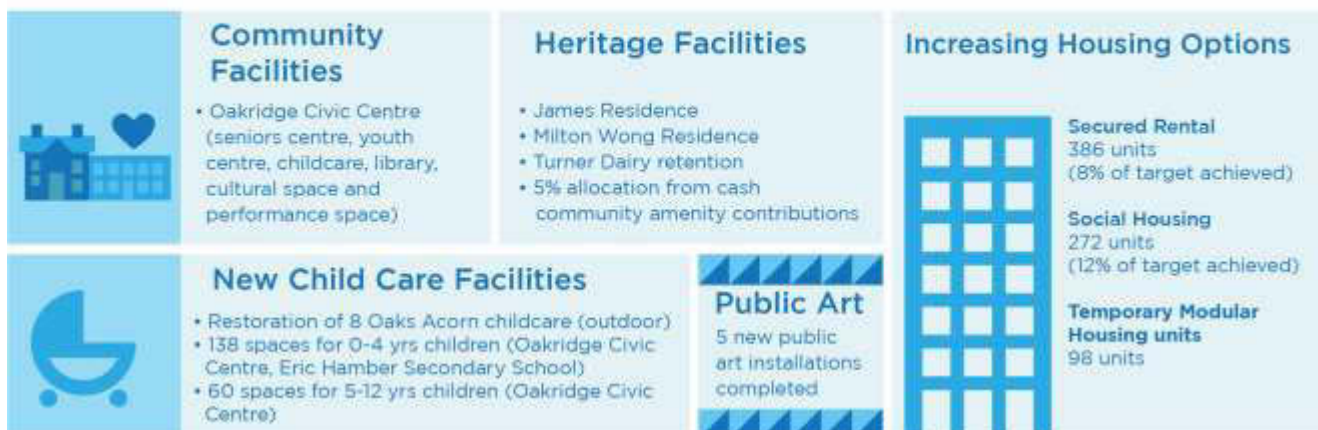 Community
Facilities
• Oakridge Civic Centre
(seniors centre, youth
centre, childcare, library,
cultural space and
performance space)
Heritage Facilities
• James Residence
• Milton Wong Residence
• Turner Dairy retention
• 5% allocation from cash
community amenity contributions
Increasing Housing Options
Secured Rental
386 units
(8% of target achieved)
Social Housing
272 units
(12% of target achieved)
Temporary Modular
Housing units
98 units
New Child Care Facilities
• Restoration of 8 Oaks Acorn childcare (outdoor)
• 138 spaces for 0-4 yrs children (Oakridge Civic
Centre, Eric Hamber Secondary School)
• 60 spaces for 5-12 yrs children (Oakridge Civic
Centre)
Public Art
5 new public
art installations
completed